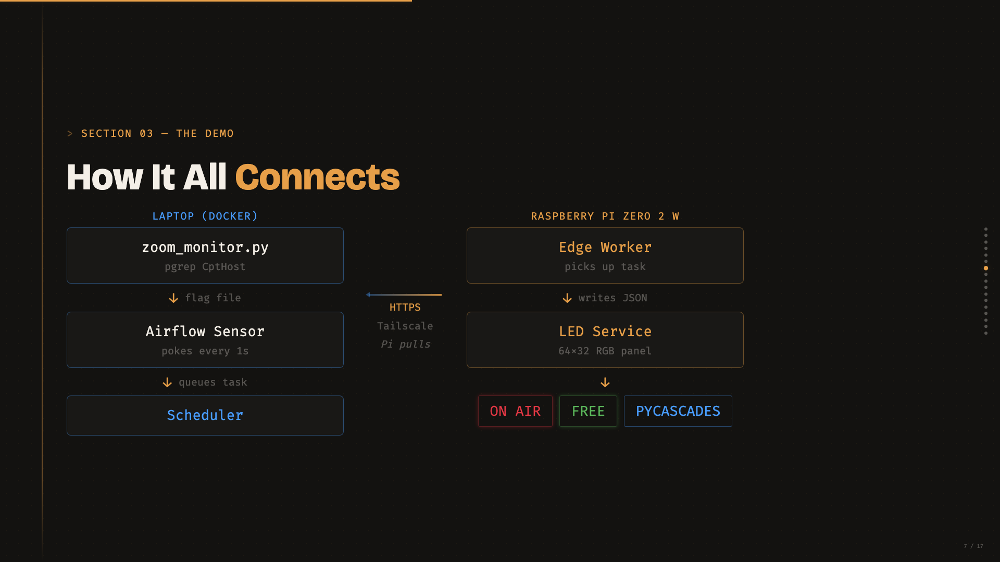 > SECTION 03 — THE DEMO
How It All Connects
LAPTOP (DOCKER)
zoom_monitor.py
pgrep CptHost
↓ flag file
Airflow Sensor
pokes every 1s
↓ queues task
Scheduler
HTTPS
Tailscale
Pi pulls
RASPBERRY PI ZERO 2 W
Edge Worker
picks up task
↓ writes JSON
LED Service
64×32 RGB panel
↓
ON AIR
FREE
PYCASCADES
7 / 17